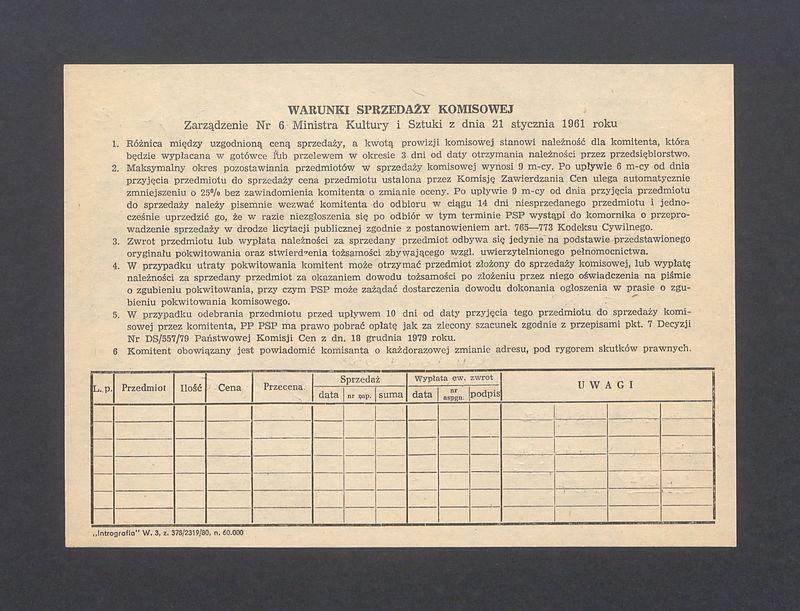 WARUNKI SPRZEDAŻY KOMISOWEJ
Zarządzenie Nr 6 Ministra Kultury i Sztuki z dnia 21 stycznia 1961 roku
1. Różnica między uzgodnioną ceną sprzedaży, a kwotą prowizji komisowej stanowi należność dla komitenta, która
będzie wypłacana w gotówce lub przelewem w okresie 3 dni od daty otrzymania należności przez przedsiębiorstwo.
2. Maksymalny okres pozostawiania przedmiotów w sprzedaży komisowej wynosi 9 m-cy. Po upływie 6 m-cy od dnia
przyjęcia przedmiotu do sprzedaży cena przedmiotu ustalona przez Komisję Zawierdzania Cen ulega automatycznie
zmniejszeniu o 25% bez zawiadomienia komitenta o zmianie oceny. Po upływie 9 m-cy od dnia przyjęcia przedmiotu
do sprzedaży należy pisemnie wezwać komitenta do odbioru w ciągu 14 dni niesprzedanego przedmiotu i jedno-
cześnie uprzedzić go, że w razie niezgłoszenia się po odbiór w tym terminie PSP wystąpi do komornika o przepro-
wadzenie sprzedaży w drodze licytacji publicznej zgodnie z postanowieniem art. 765—773 Kodeksu Cywilnego.
3. Zwrot przedmiotu lub wypłata należności za sprzedany przedmiot odbywa się jedynie na podstawie przedstawionego
oryginału pokwitowania oraz stwierdzenia tożsamości zbywającego wzgl. uwierzytelnionego pełnomocnictwa.
4. W przypadku utraty pokwitowania komitent może otrzymać przedmiot złożony do sprzedaży komisowej, lub wypłatę
należności za sprzedany przedmiot za okazaniem dowodu tożsamości po złożeniu przez niego oświadczenia na piśmie
o zgubieniu pokwitowania, przy czym PSP może zażądać dostarczenia dowodu dokonania ogłoszenia w prasie o zgu-
bieniu pokwitowania komisowego.
5. W przypadku odebrania przedmiotu przed upływem 10 dni od daty przyjęcia tego przedmiotu do sprzedaży komi-
sowej przez komitenta, PP PSP ma prawo pobrać opłatę jak za zlecony szacunek zgodnie z przepisami pkt. 7 Decyzji
Nr DS/557/79 Państwowej Komisji Cen z dn. 18 grudnia 1979 roku.
6 Komitent obowiązany jest powiadomić komisanta o każdorazowej zmianie adresu, pod rygorem skutków prawnych.
L. p. Przedmiot Ilość Cena Przecena Sprzedaż Wypłata ew. zwrot UWAGI
data nr zap. suma data nr aspgn. podpis
„Intrografia" W. 3, z. 378/2319/80, n. 60.000